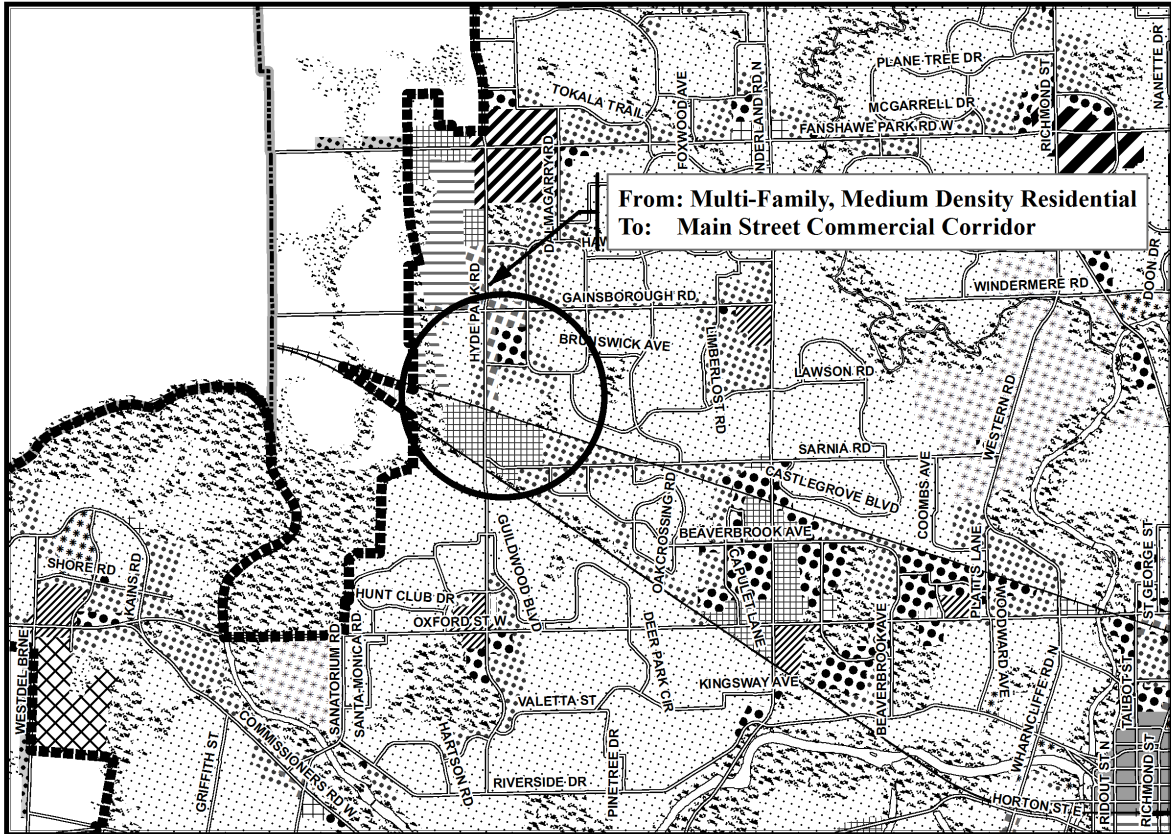 PLANE TREE DR
NANETTE DR
TOKALA TRAIL
FOXWOOD AVE
NDERLAND RD N
MCGARRELL DR
RICHMOND ST
FANSHAWE PARK RD W
From: Multi-Family, Medium Density Residential
To: Main Street Commercial Corridor
HYDE PARK RD
DOON DR
WINDERMERE RD
GAINSBOROUGH RD
BRUNSWICK AVE
LIMBERLOST RD
LAWSON RD
WESTERN RD
SARNIA RD
CASTLEGROVE BLVD
COOMBS AVE
OAKCROSSING RD
BEAVERBROOK AVE
GUILDWOOD BLVD
CAPULET LANE
PLATTS LANE
ST GEORGE ST
SHORE RD
KAINS RD
HUNT CLUB DR
OXFORD ST W
WOODWARD AVE
WESTDEL BRNE
SANATORIUM RD
SANTA MONICA RD
DEER PARK CIR
KINGSWAY AVE
BEAVERBROOK AVE
WHARNCLIFFE RD N
TALBOT ST
VALETTA ST
COMMISSIONERS RD W
GRIFFITH ST
HARTSON RD
RIVERSIDE DR
PINETREE DR
HORTON ST E
RIDOUT ST N
RICHMOND ST